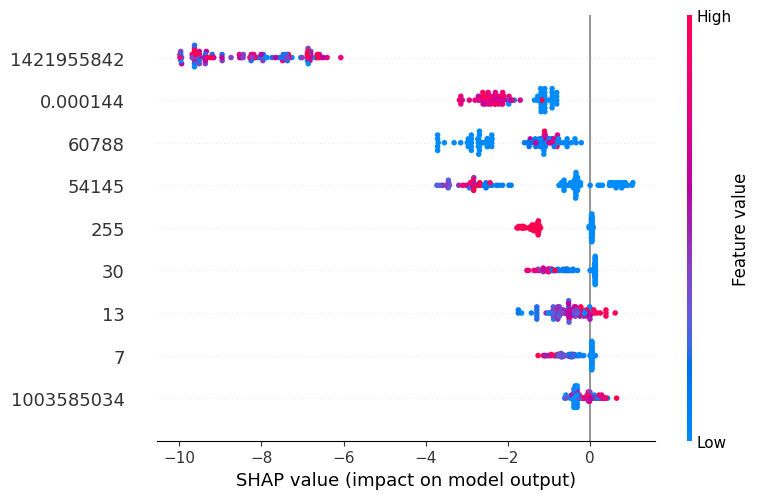 High
1421955842
0.000144
60788
54145
255
30
13
7
1003585034
Feature value
Low
−10 −8 −6 −4 −2 0
SHAP value (impact on model output)